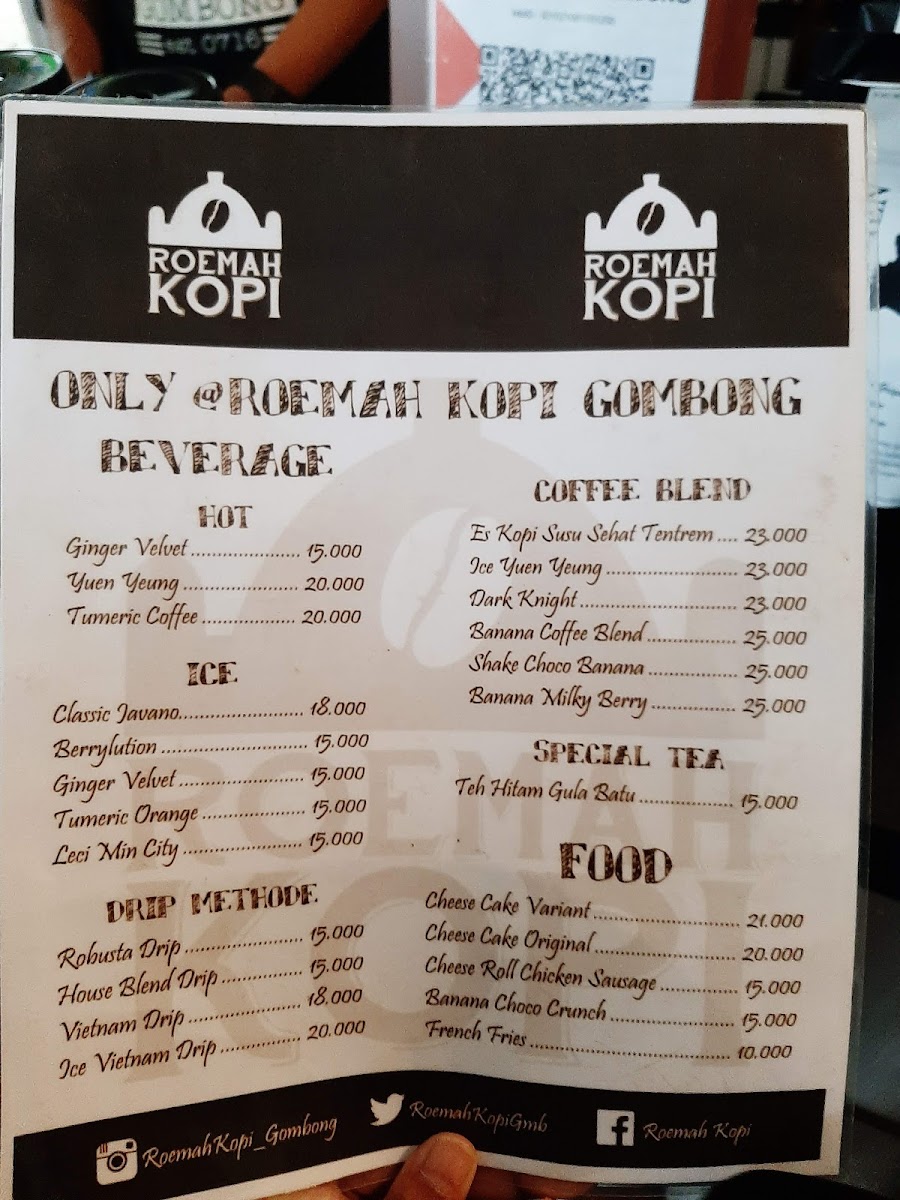 EST. 0716
ROEMAH
KOPI
ROEMAH
KOPI
ONLY @ROEMAH KOPI GOMBONG
BEVERAGE
HOT
Ginger Velvet ...................... 15.000
Yuen Yeung ....................... 20.000
Tumeric Coffee ................... 20.000
ICE
Classic Javano......................... 18.000
Berrylution ............................. 15.000
Ginger Velvet ......................... 15.000
Tumeric Orange ..................... 15.000
Leci Min City ........................ 15.000
DRIP METHODE
Robusta Drip ........................ 15.000
House Blend Drip ................ 15.000
Vietnam Drip ...................... 18.000
Ice Vietnam Drip ................ 20.000
COFFEE BLEND
Es Kopi Susu Sehat Tentrem .... 23.000
Ice Yuen Yeung .......................... 23.000
Dark Knight ............................... 23.000
Banana Coffee Blend.................. 25.000
Shake Choco Banana .................. 25.000
Banana Milky Berry ................. 25.000
SPECIAL TEA
Teh Hitam Gula Batu ................... 15.000
FOOD
Cheese Cake Variant ............................. 21.000
Cheese Cake Original ............................. 20.000
Cheese Roll Chicken Sausage ................ 15.000
Banana Choco Crunch ......................... 15.000
French Fries........................................ 10.000
ROEMAH
KOPI
RoemahKopi_Gombong
RoemahKopiGmb
Roemah Kopi